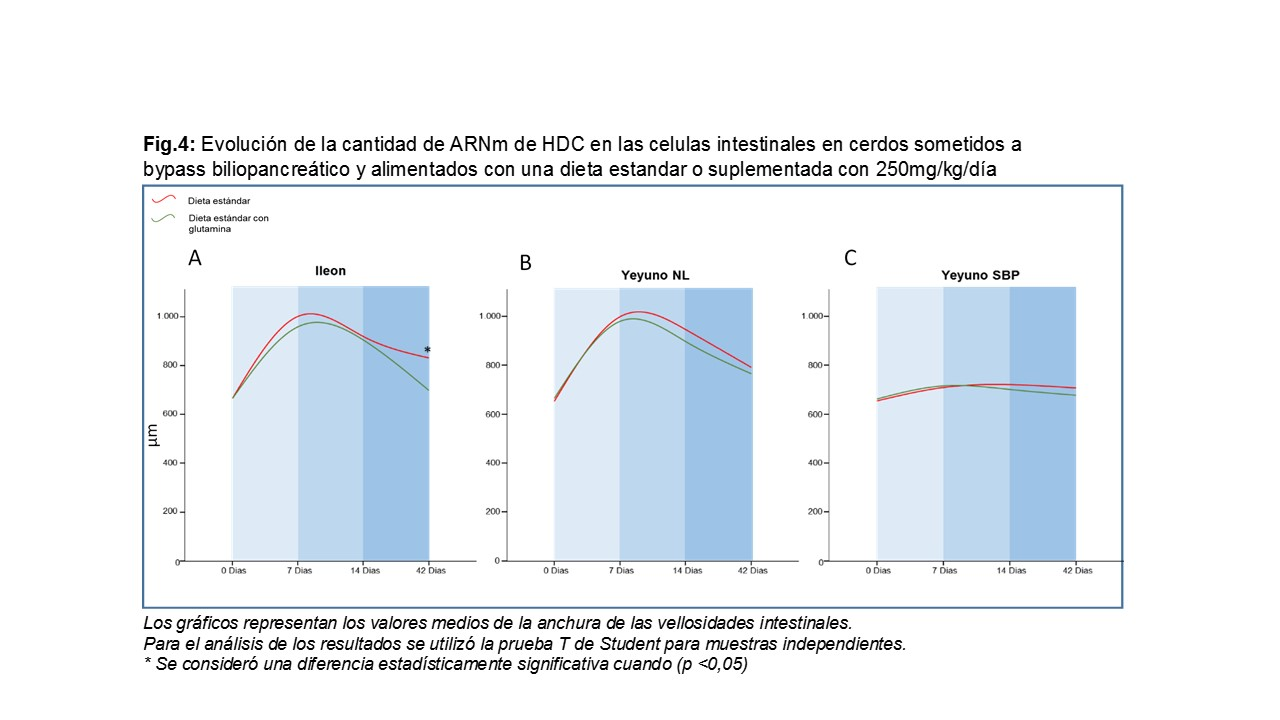 Fig.4: Evolución de la cantidad de ARNm de HDC en las celulas intestinales en cerdos sometidos a
bypass biliopancreático y alimentados con una dieta estandar o suplementada con 250mg/kg/día
Dieta estándar
Dieta estándar con
glutamina
A
Ileon
µm
1 000
800
600
400
200
0
0 Dias 7 Dias 14 Dias 42 Dias
*
B
Yeyuno NL
1 000
800
600
400
200
0
0 Dias 7 Dias 14 Dias 42 Dias
C
Yeyuno SBP
1 000
800
600
400
200
0
0 Dias 7 Dias 14 Dias 42 Dias
Los gráficos representan los valores medios de la anchura de las vellosidades intestinales.
Para el análisis de los resultados se utilizó la prueba T de Student para muestras independientes.
* Se consideró una diferencia estadísticamente significativa cuando (p <0,05)